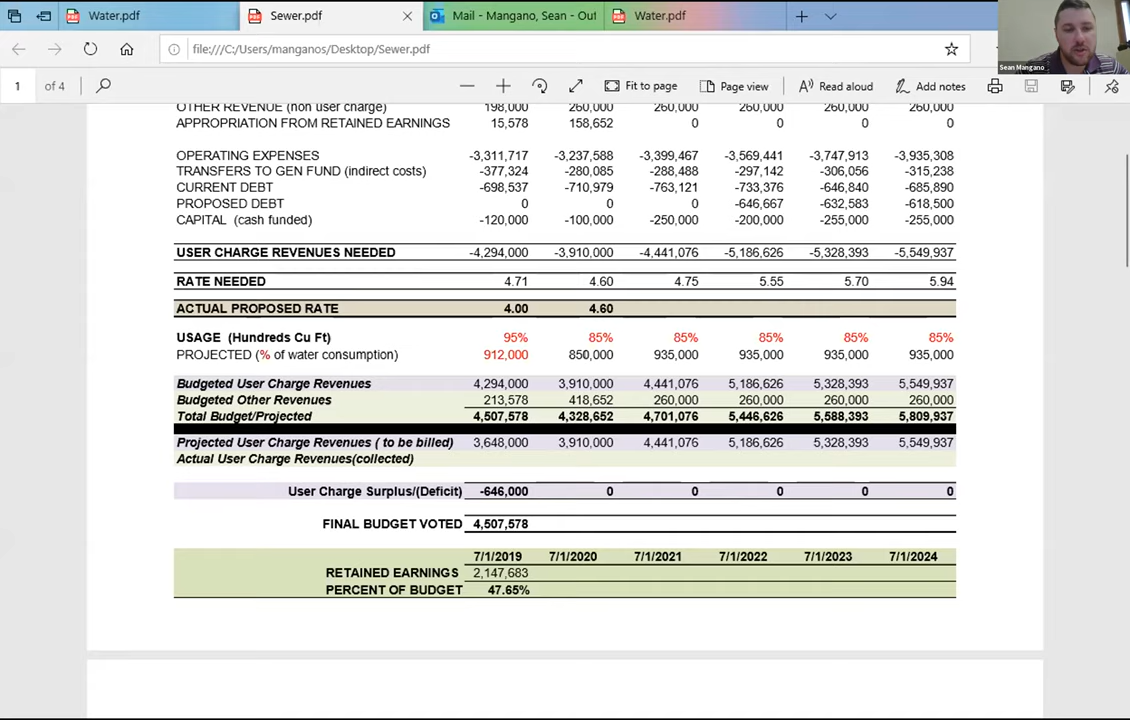 Water.pdf
Sewer.pdf
Mail - Mangano, Sean - Out
Water.pdf
file:///C:/Users/manganos/Desktop/Sewer.pdf
Sean Mangano
1 of 4
Fit to page
Page view
Read aloud
Add notes
OTHER REVENUE (non user charge) 198,000 260,000 260,000 260,000 260,000 260,000
APPROPRIATION FROM RETAINED EARNINGS 15,578 158,652 0 0 0 0
OPERATING EXPENSES -3,311,717 -3,237,588 -3,399,467 -3,569,441 -3,747,913 -3,935,308
TRANSFERS TO GEN FUND (indirect costs) -377,324 -280,085 -288,488 -297,142 -306,056 -315,238
CURRENT DEBT -698,537 -710,979 -763,121 -733,376 -646,840 -685,890
PROPOSED DEBT 0 0 0 -646,667 -632,583 -618,500
CAPITAL (cash funded) -120,000 -100,000 -250,000 -200,000 -255,000 -255,000
USER CHARGE REVENUES NEEDED -4,294,000 -3,910,000 -4,441,076 -5,186,626 -5,328,393 -5,549,937
RATE NEEDED 4.71 4.60 4.75 5.55 5.70 5.94
ACTUAL PROPOSED RATE 4.00 4.60
USAGE (Hundreds Cu Ft) 95% 85% 85% 85% 85% 85%
PROJECTED (% of water consumption) 912,000 850,000 935,000 935,000 935,000 935,000
Budgeted User Charge Revenues 4,294,000 3,910,000 4,441,076 5,186,626 5,328,393 5,549,937
Budgeted Other Revenues 213,578 418,652 260,000 260,000 260,000 260,000
Total Budget/Projected 4,507,578 4,328,652 4,701,076 5,446,626 5,588,393 5,809,937
Projected User Charge Revenues ( to be billed) 3,648,000 3,910,000 4,441,076 5,186,626 5,328,393 5,549,937
Actual User Charge Revenues(collected)
User Charge Surplus/(Deficit) -646,000 0 0 0 0 0
FINAL BUDGET VOTED 4,507,578
7/1/2019 7/1/2020 7/1/2021 7/1/2022 7/1/2023 7/1/2024
RETAINED EARNINGS 2,147,683
PERCENT OF BUDGET 47.65%